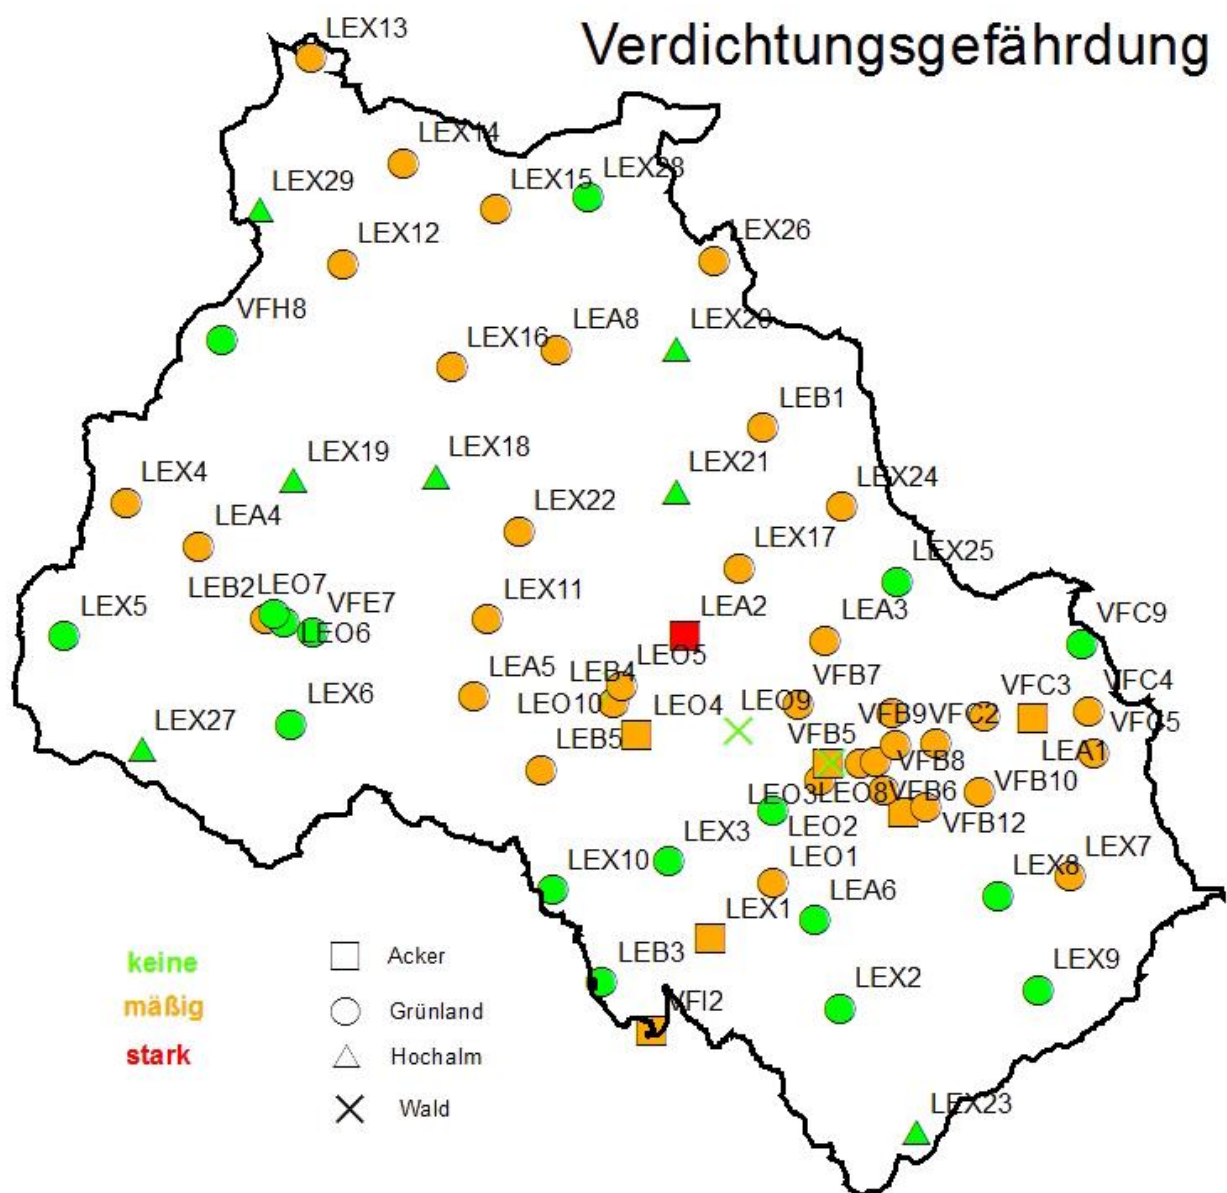 Verdichtungsgefährdung
LEX13
LEX14
LEX29
LEX15
LEX28
LEX12
LEX26
VFH8
LEX16
LEA8
LEX20
LEB1
LEX19
LEX18
LEX21
LEX4
LEX24
LEX22
LEA4
LEX17
LEX25
LEB2
LEO7
LEX11
LEX5
VFE7
LEO6
LEA2
LEA3
VFC9
LEO5
LEB4
LEA5
VFB7
VFC4
LEX6
LEO10
LEO4
LEO9
VFB9
VFC2
VFC3
VFC5
LEX27
LEB5
VFB5
VFB8
LEA1
LEO3
LEO8
VFB6
VFB10
LEO2
VFB12
LEX3
LEX10
LEO1
LEX8
LEX7
LEA6
LEX1
LEB3
LEX2
LEX9
VFI2
LEX23
keine
mäßig
stark
Acker
Grünland
Hochalm
Wald